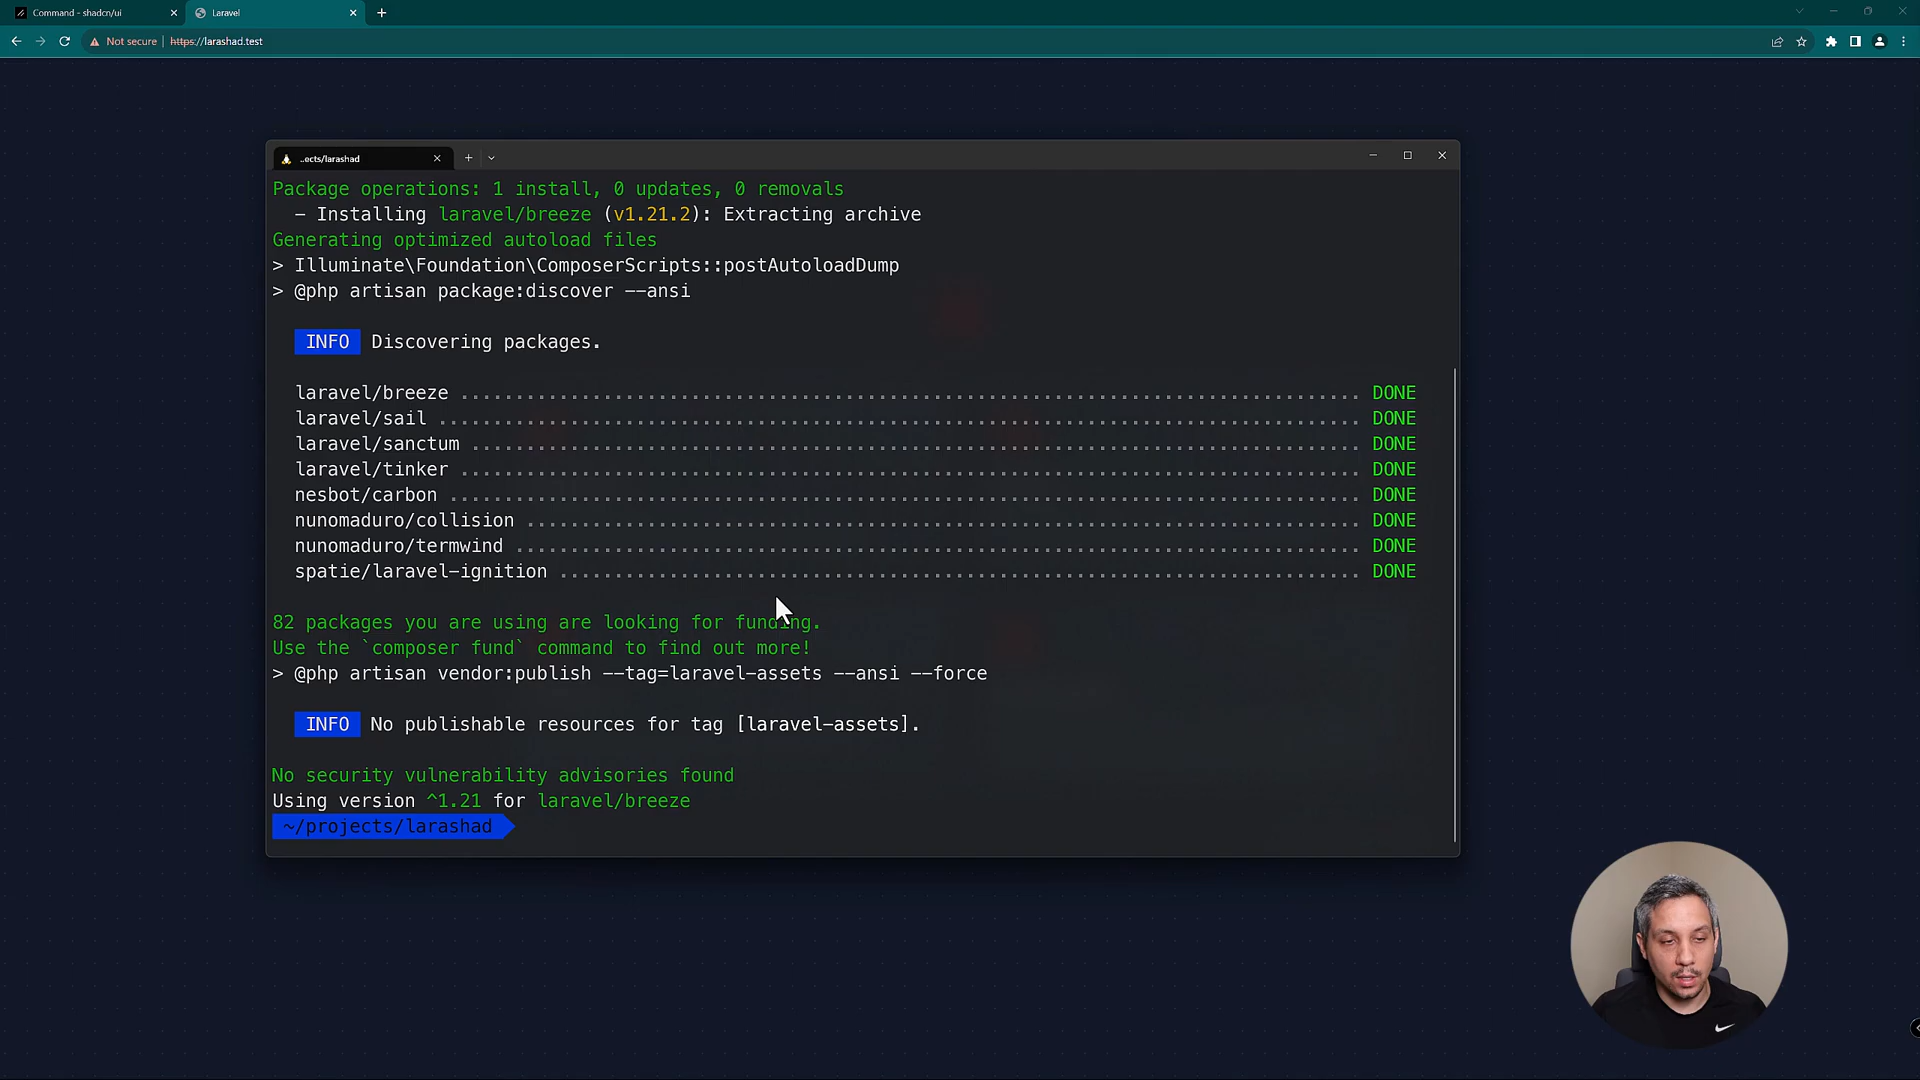 Command - shadcn/ui
Laravel
Not secure
https://larashad.test
..ects/larashad
Package operations: 1 install, 0 updates, 0 removals
– Installing laravel/breeze (v1.21.2): Extracting archive
Generating optimized autoload files
> Illuminate\Foundation\ComposerScripts::postAutoloadDump
> @php artisan package:discover --ansi
INFO Discovering packages.
laravel/breeze .................................................................................. DONE
laravel/sail .................................................................................... DONE
laravel/sanctum ................................................................................. DONE
laravel/tinker .................................................................................. DONE
nesbot/carbon ................................................................................... DONE
nunomaduro/collision ............................................................................ DONE
nunomaduro/termwind ............................................................................. DONE
spatie/laravel-ignition ......................................................................... DONE
82 packages you are using are looking for funding.
Use the `composer fund` command to find out more!
> @php artisan vendor:publish --tag=laravel-assets --ansi --force
INFO No publishable resources for tag [laravel-assets].
No security vulnerability advisories found
Using version ^1.21 for laravel/breeze
~/projects/larashad